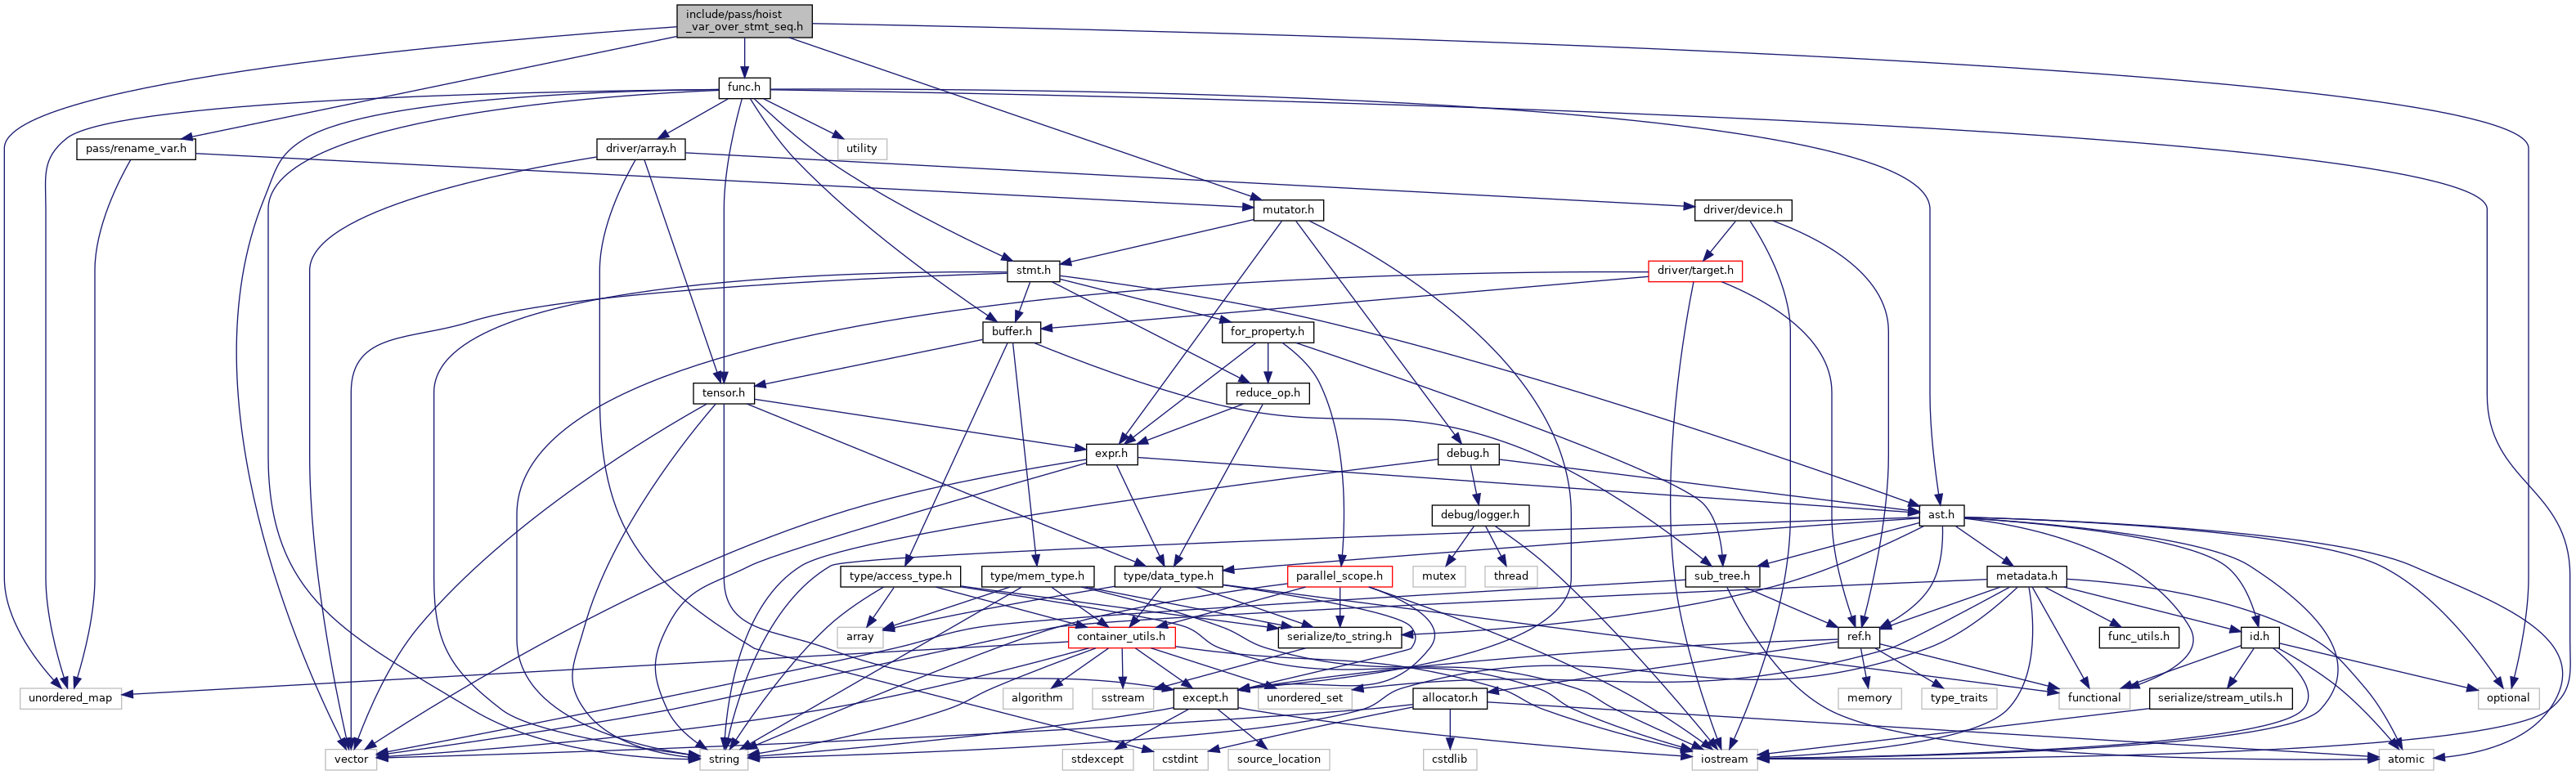 include/pass/hoist
_var_over_stmt_seq.h
func.h
pass/rename_var.h
driver/array.h
utility
mutator.h
driver/device.h
stmt.h
driver/target.h
buffer.h
for_property.h
tensor.h
reduce_op.h
expr.h
debug.h
debug/logger.h
ast.h
type/access_type.h
type/mem_type.h
type/data_type.h
parallel_scope.h
mutex
thread
sub_tree.h
metadata.h
array
container_utils.h
serialize/to_string.h
ref.h
func_utils.h
id.h
unordered_map
algorithm
sstream
except.h
unordered_set
allocator.h
memory
type_traits
functional
serialize/stream_utils.h
optional
vector
string
stdexcept
cstdint
source_location
cstdlib
iostream
atomic